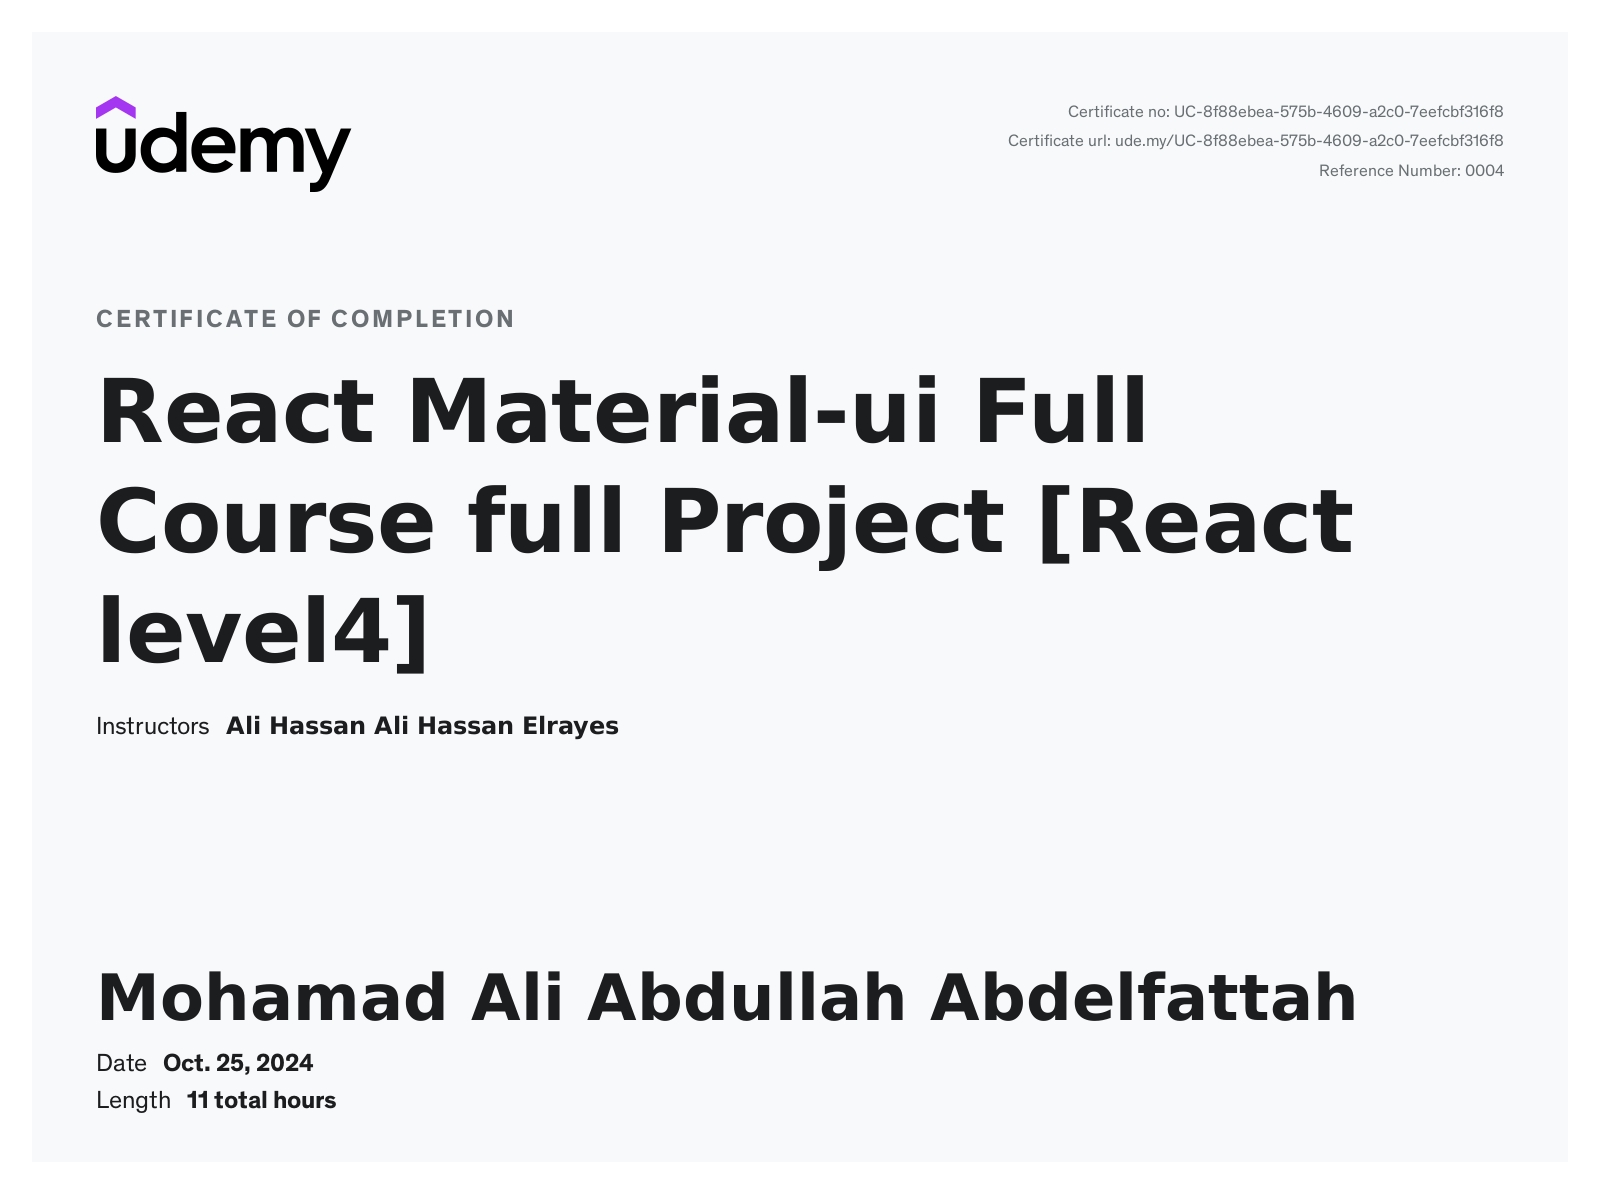 udemy
Certificate no: UC-8f88ebea-575b-4609-a2c0-7eefcbf316f8
Certificate url: ude.my/UC-8f88ebea-575b-4609-a2c0-7eefcbf316f8
Reference Number: 0004
CERTIFICATE OF COMPLETION
React Material-ui Full
Course full Project [React
level4]
Instructors Ali Hassan Ali Hassan Elrayes
Mohamad Ali Abdullah Abdelfattah
Date Oct. 25, 2024
Length 11 total hours